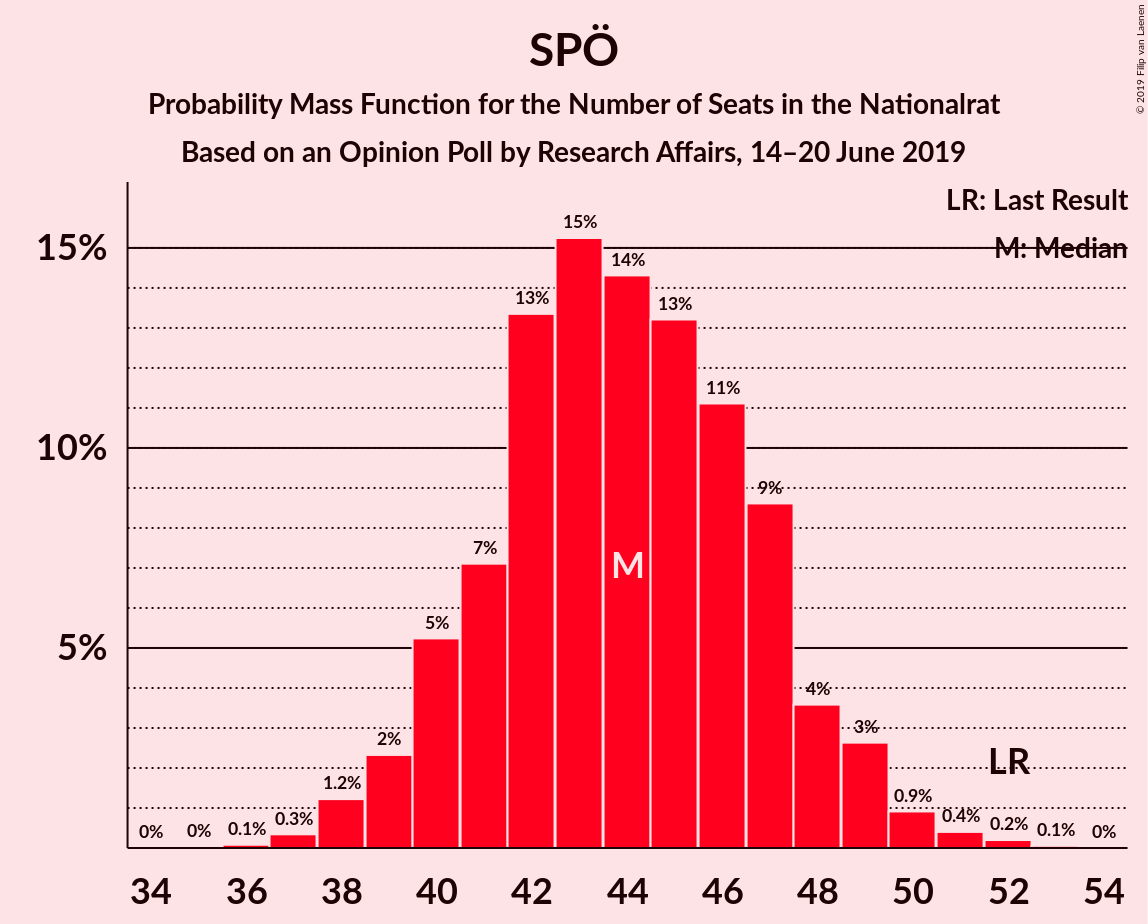 SPÖ
Probability Mass Function for the Number of Seats in the Nationalrat
Based on an Opinion Poll by Research Affairs, 14–20 June 2019
© 2019 Filip van Laenen
LR: Last Result
M: Median
15%
10%
5%
0%
0%
0.1%
0.3%
1.2%
2%
5%
7%
13%
15%
14%
13%
11%
9%
4%
3%
0.9%
0.4%
0.2%
0.1%
0%
M
LR
34 36 38 40 42 44 46 48 50 52 54